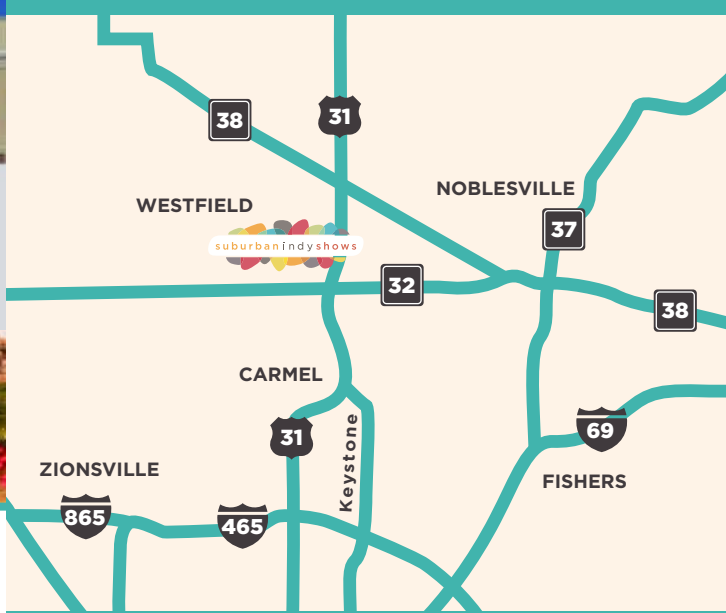 38
31
NOBLESVILLE
WESTFIELD
37
suburbanindyshows
32
38
CARMEL
Keystone
31
69
ZIONSVILLE
FISHERS
865
465